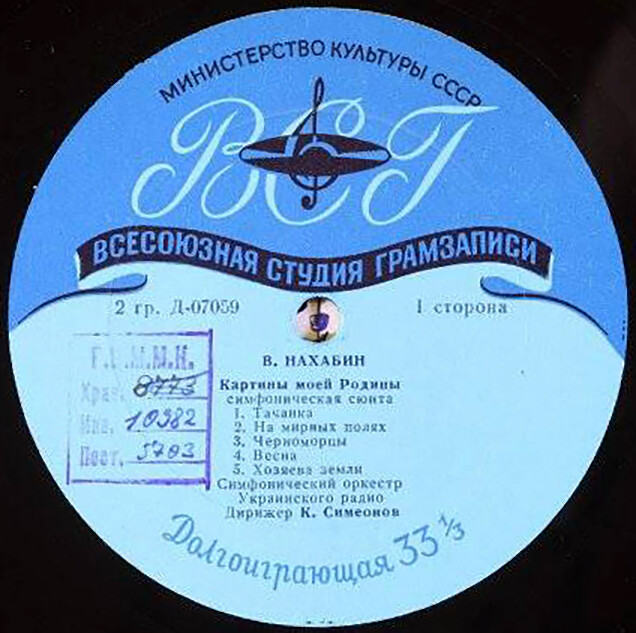 МИНИСТЕРСТВО КУЛЬТУРЫ СССР
ВСГ
ВСЕСОЮЗНАЯ СТУДИЯ ГРАМЗАПИСИ
2 гр. Д-07059
I сторона
В. НАХАБИН
Картины моей Родины
симфоническая сюита
1. Тачанка
2. На мирных полях
3. Черноморцы
4. Весна
5. Хозяева земли
Симфонический оркестр
Украинского радио
Дирижер К. Симеонов
Г.Ц.М.М.К.
Хран. 8773
Инв. 10982
Пост. 5703
Долгоиграющая 33 1/3